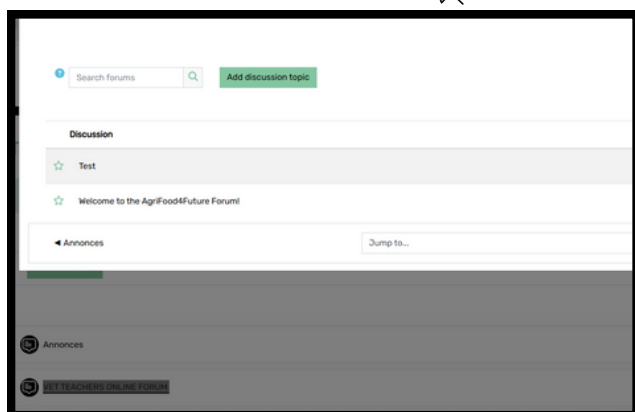 Search forums
Add discussion topic
Discussion
Test
Welcome to the AgriFood4Future Forum!
◄ Annonces
Jump to...
Annonces
VET TEACHERS ONLINE FORUM